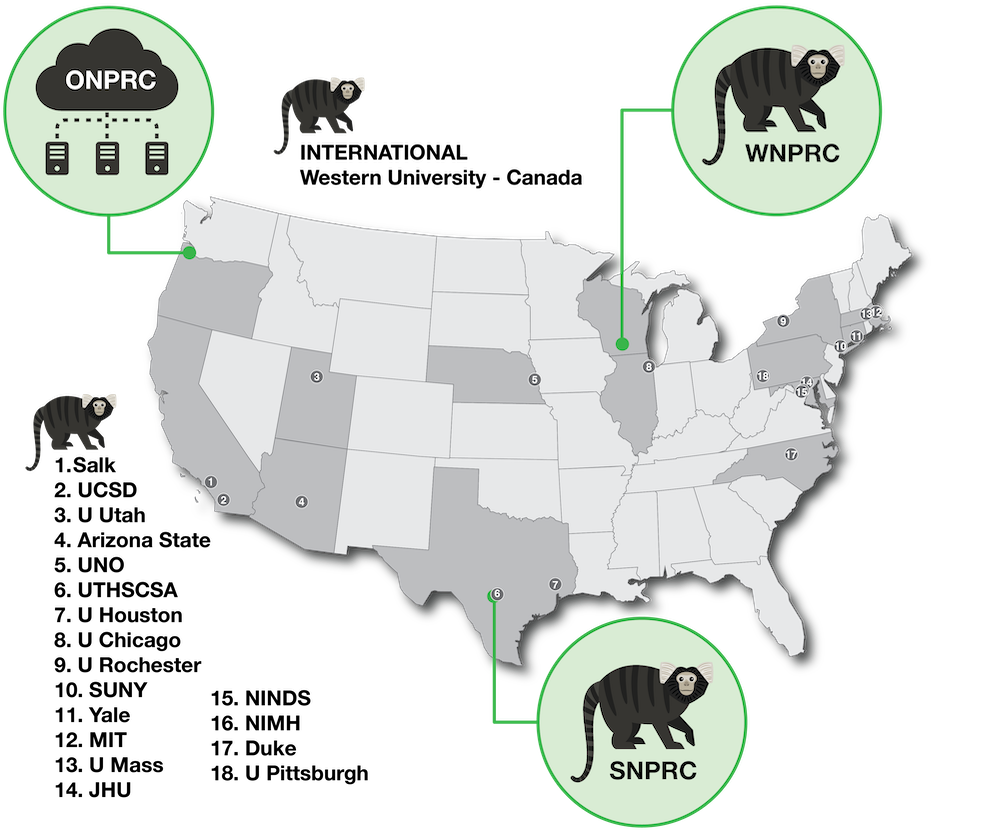 ONPRC
WNPRC
INTERNATIONAL
Western University - Canada
9
13
12
11
10
8
3
5
18
14
15
17
1
2
4
7
6
1.Salk
2. UCSD
3. U Utah
4. Arizona State
5. UNO
6. UTHSCSA
7. U Houston
8. U Chicago
9. U Rochester
10. SUNY
11. Yale
12. MIT
13. U Mass
14. JHU
15. NINDS
16. NIMH
17. Duke
18. U Pittsburgh
SNPRC